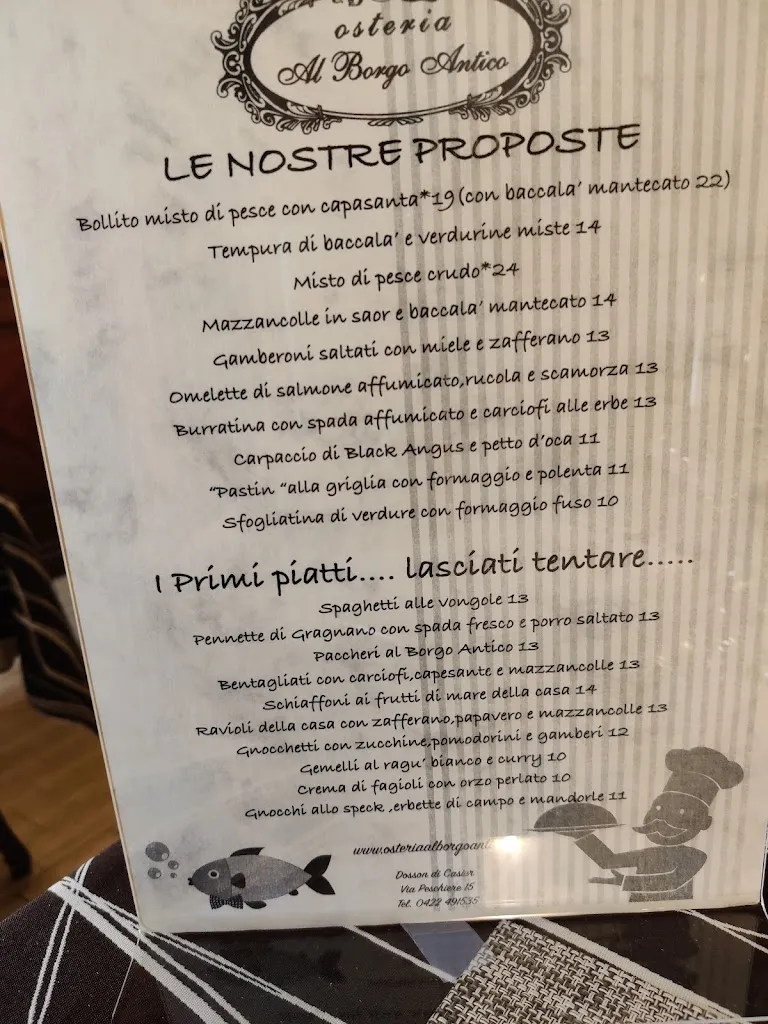 osteria
Al Borgo Antico
LE NOSTRE PROPOSTE
Bollito misto di pesce con capasanta*19 (con baccala' mantecato 22)
Tempura di baccala' e verdurine miste 14
Misto di pesce crudo*24
Mazzancolle in saor e baccala' mantecato 14
Gamberoni saltati con miele e zafferano 13
Omelette di salmone affumicato,rucola e scamorza 13
Burratina con spada affumicato e carciofi alle erbe 13
Carpaccio di Black Angus e petto d'oca 11
"Pastin "alla griglia con formaggio e polenta 11
Sfogliatina di verdure con formaggio fuso 10
I Primi piatti.... lasciati tentare.....
Spaghetti alle vongole 13
Pennette di Gragnano con spada fresco e porro saltato 13
Paccheri al Borgo Antico 13
Bentagliati con carciofi,capesante e mazzancolle 13
Schiaffoni ai frutti di mare della casa 14
Ravioli della casa con zafferano,papavero e mazzancolle 13
Gnocchetti con zucchine,pomodorini e gamberi 12
Gemelli al ragu' bianco e curry 10
Crema di fagioli con orzo perlato 10
Gnocchi allo speck ,erbette di campo e mandorle 11
Dosson di Casier
Via Peschiere 15
Tel. 0422 491535